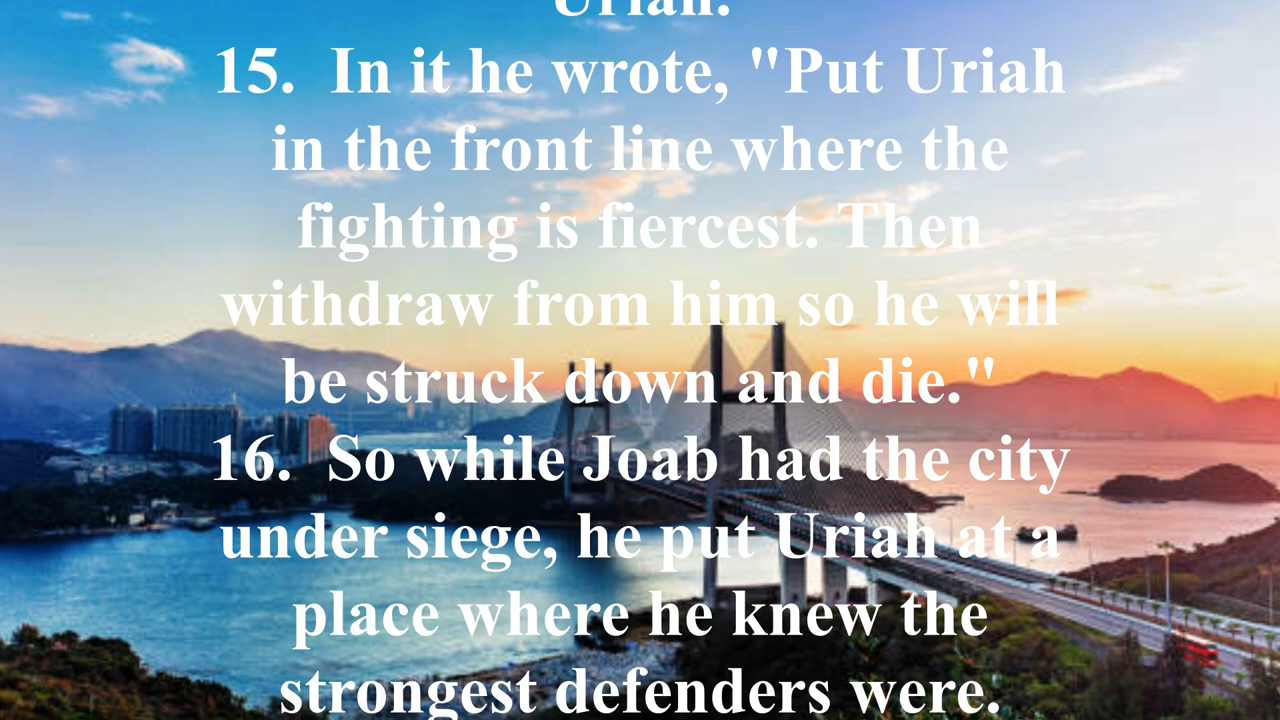 Uriah.
15. In it he wrote, "Put Uriah
in the front line where the
fighting is fiercest. Then
withdraw from him so he will
be struck down and die."
16. So while Joab had the city
under siege, he put Uriah at a
place where he knew the
strongest defenders were.